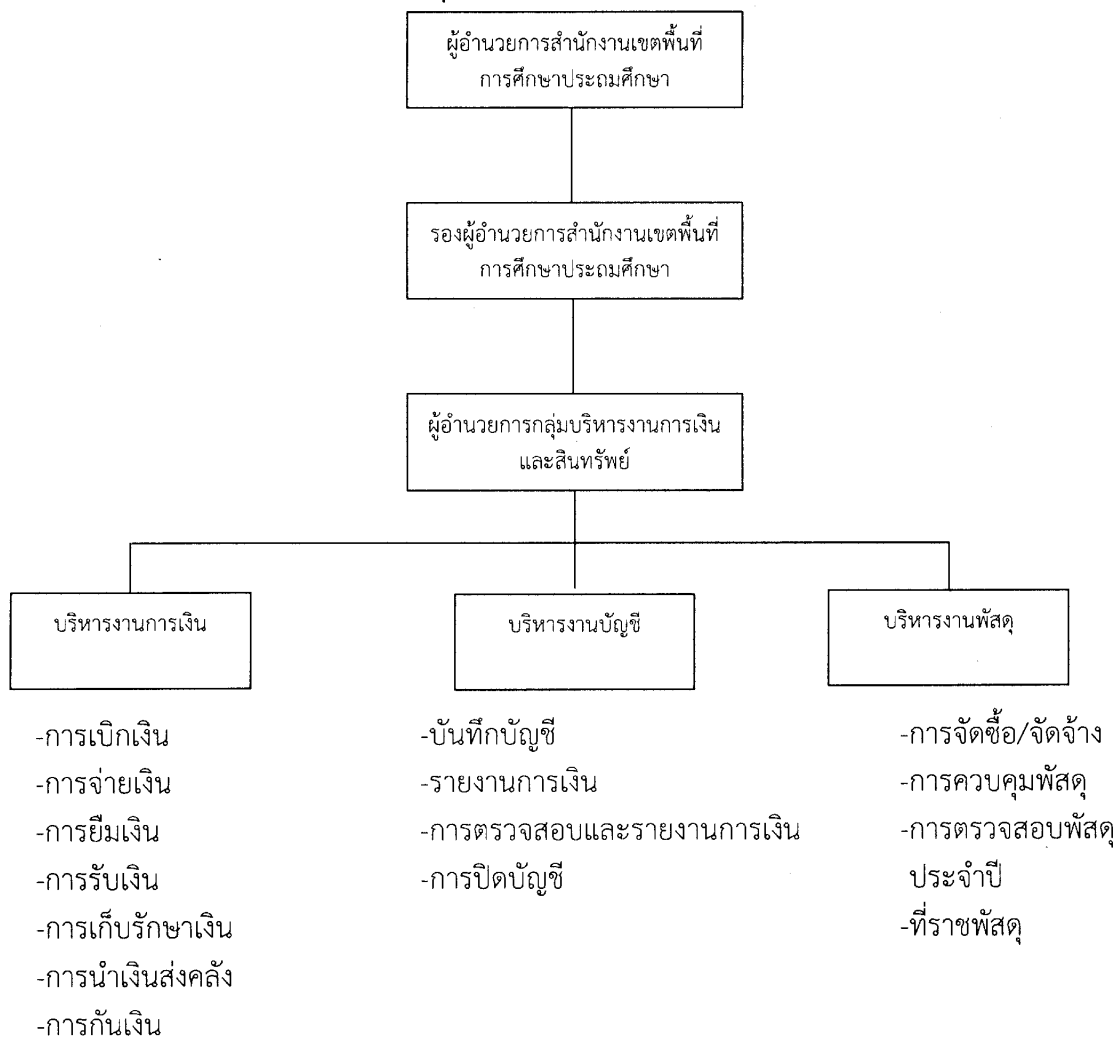 ผู้อำนวยการสำนักงานเขตพื้นที่
การศึกษาประถมศึกษา
รองผู้อำนวยการสำนักงานเขตพื้นที่
การศึกษาประถมศึกษา
ผู้อำนวยการกลุ่มบริหารงานการเงิน
และสินทรัพย์
บริหารงานการเงิน
-การเบิกเงิน
-การจ่ายเงิน
-การยืมเงิน
-การรับเงิน
-การเก็บรักษาเงิน
-การนำเงินส่งคลัง
-การกันเงิน
บริหารงานบัญชี
-บันทึกบัญชี
-รายงานการเงิน
-การตรวจสอบและรายงานการเงิน
-การปิดบัญชี
บริหารงานพัสดุ
-การจัดซื้อ/จัดจ้าง
-การควบคุมพัสดุ
-การตรวจสอบพัสดุ
ประจำปี
-ที่ราชพัสดุ